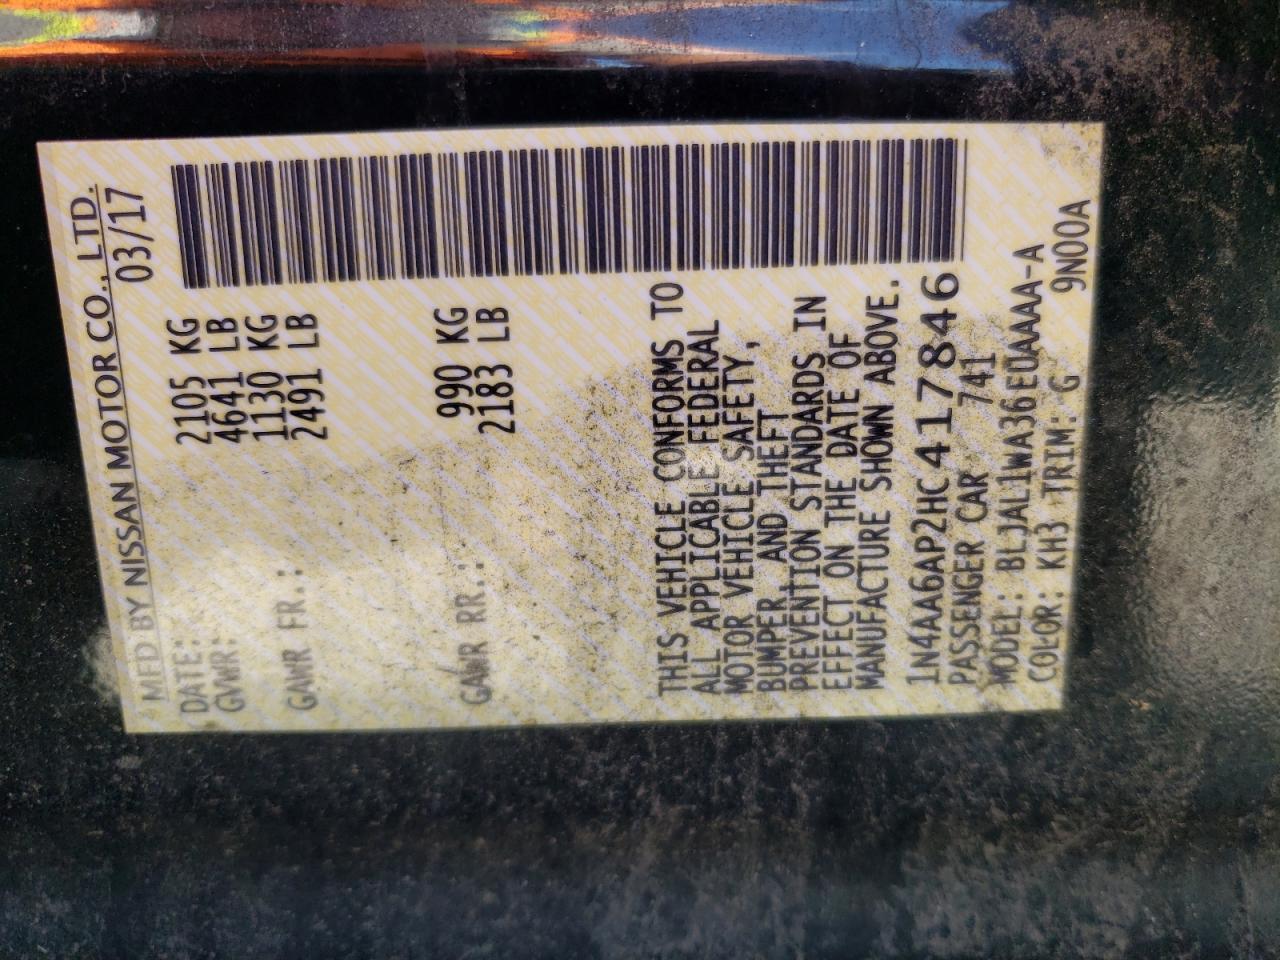 MFD BY NISSAN MOTOR CO., LTD.
DATE: 03/17
GVWR: 2105 KG
4641 LB
GAWR FR.: 1130 KG
2491 LB
GAWR RR.: 990 KG
2183 LB
THIS VEHICLE CONFORMS TO
ALL APPLICABLE FEDERAL
MOTOR VEHICLE SAFETY,
BUMPER, AND THEFT
PREVENTION STANDARDS IN
EFFECT ON THE DATE OF
MANUFACTURE SHOWN ABOVE.
1N4AA6AP2HC417846
PASSENGER CAR 741
MODEL: BLJAL1WA36EUAAAA-A
COLOR: KH3 TRIM: G 9N00A